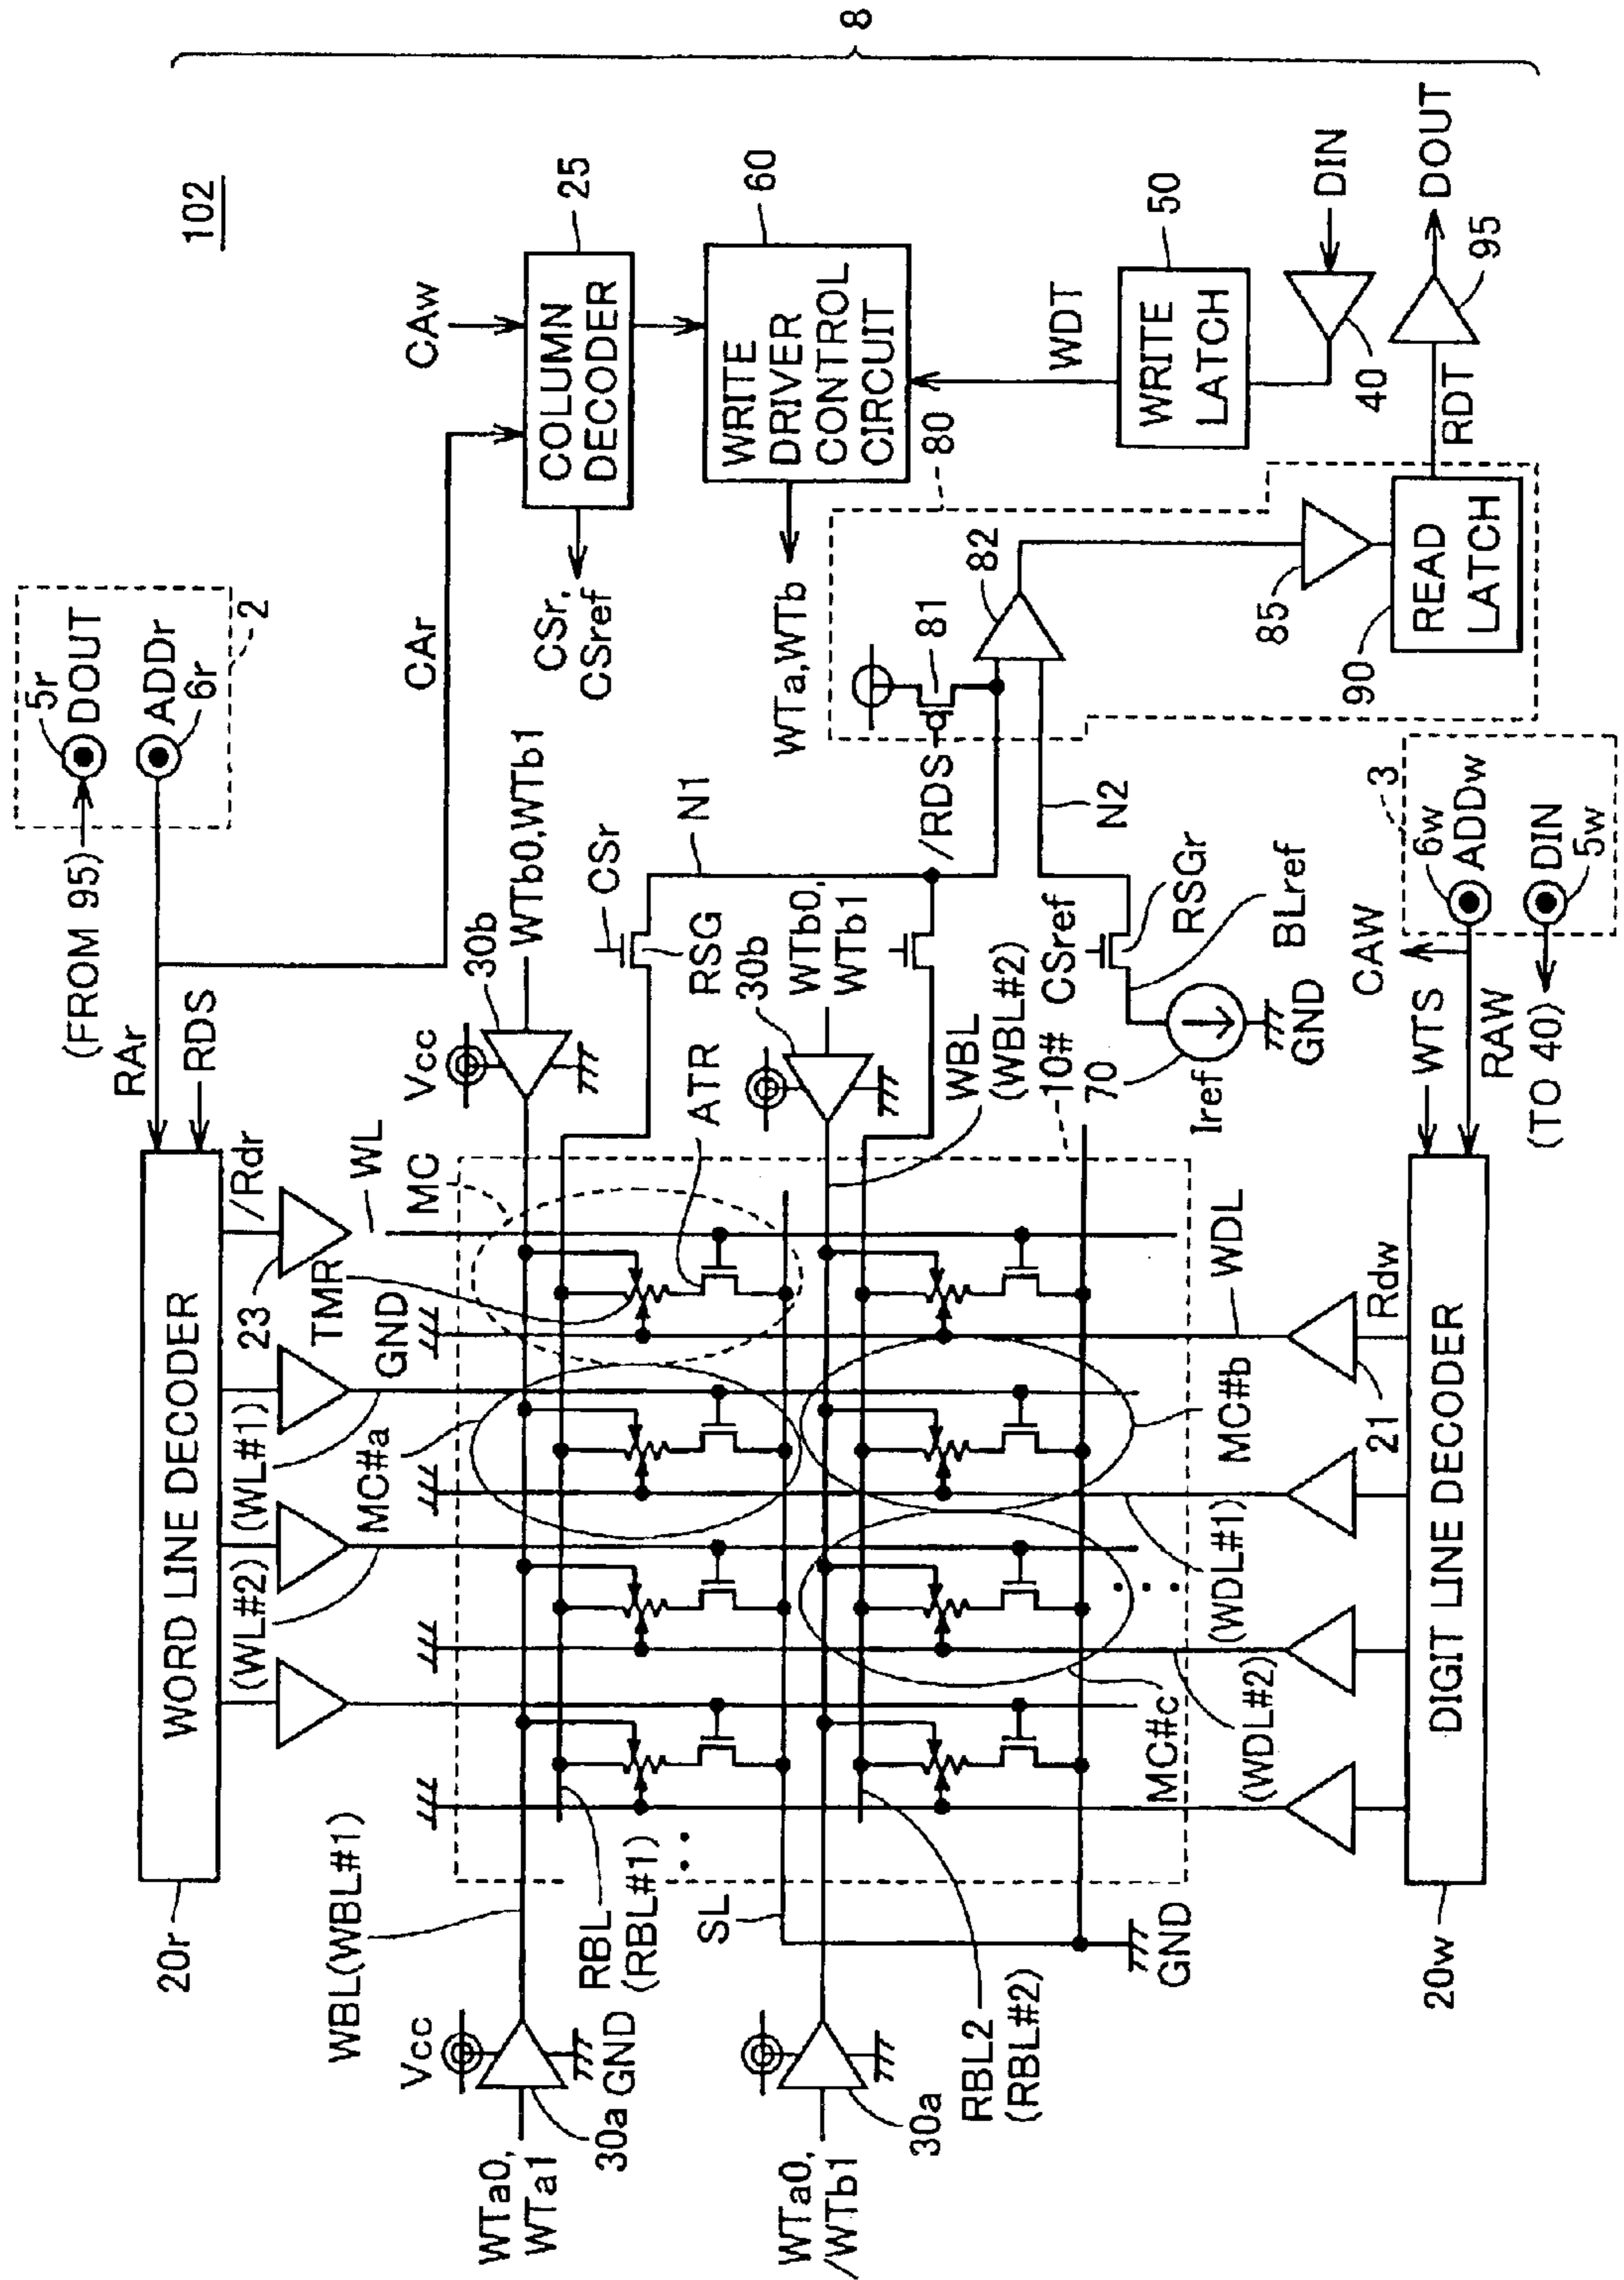 102
8
5r
DOUT
ADDr
6r
2
(FROM 95)
RAr
RDS
CAr
CAw
COLUMN
DECODER
25
CSr,
CSref
WRITE
DRIVER
CONTROL
CIRCUIT
60
WTa,WTb
WDT
WRITE
LATCH
50
DIN
40
DOUT
95
RDT
80
82
81
/RDS
85
90
READ
LATCH
N1
N2
CSr
RSG
WTb0,WTb1
30b
Vcc
ATR
30b
WTb0,
WTb1
WBL
(WBL#2)
10#
CSref
RSGr
BLref
70
Iref
GND
3
6w
ADDw
DIN
5w
CAW
WTS
RAW
(TO 40)
WORD LINE DECODER
20r
/Rdr
23
WL
MC
TMR
GND
(WL#1)
MC#a
(WL#2)
WBL(WBL#1)
Vcc
GND
30a
WTa0,
WTa1
RBL
(RBL#1)
SL
WTa0,
/WTb1
30a
RBL2
(RBL#2)
GND
MC#b
MC#c
WDL
(WDL#1)
(WDL#2)
Rdw
21
DIGIT LINE DECODER
20w